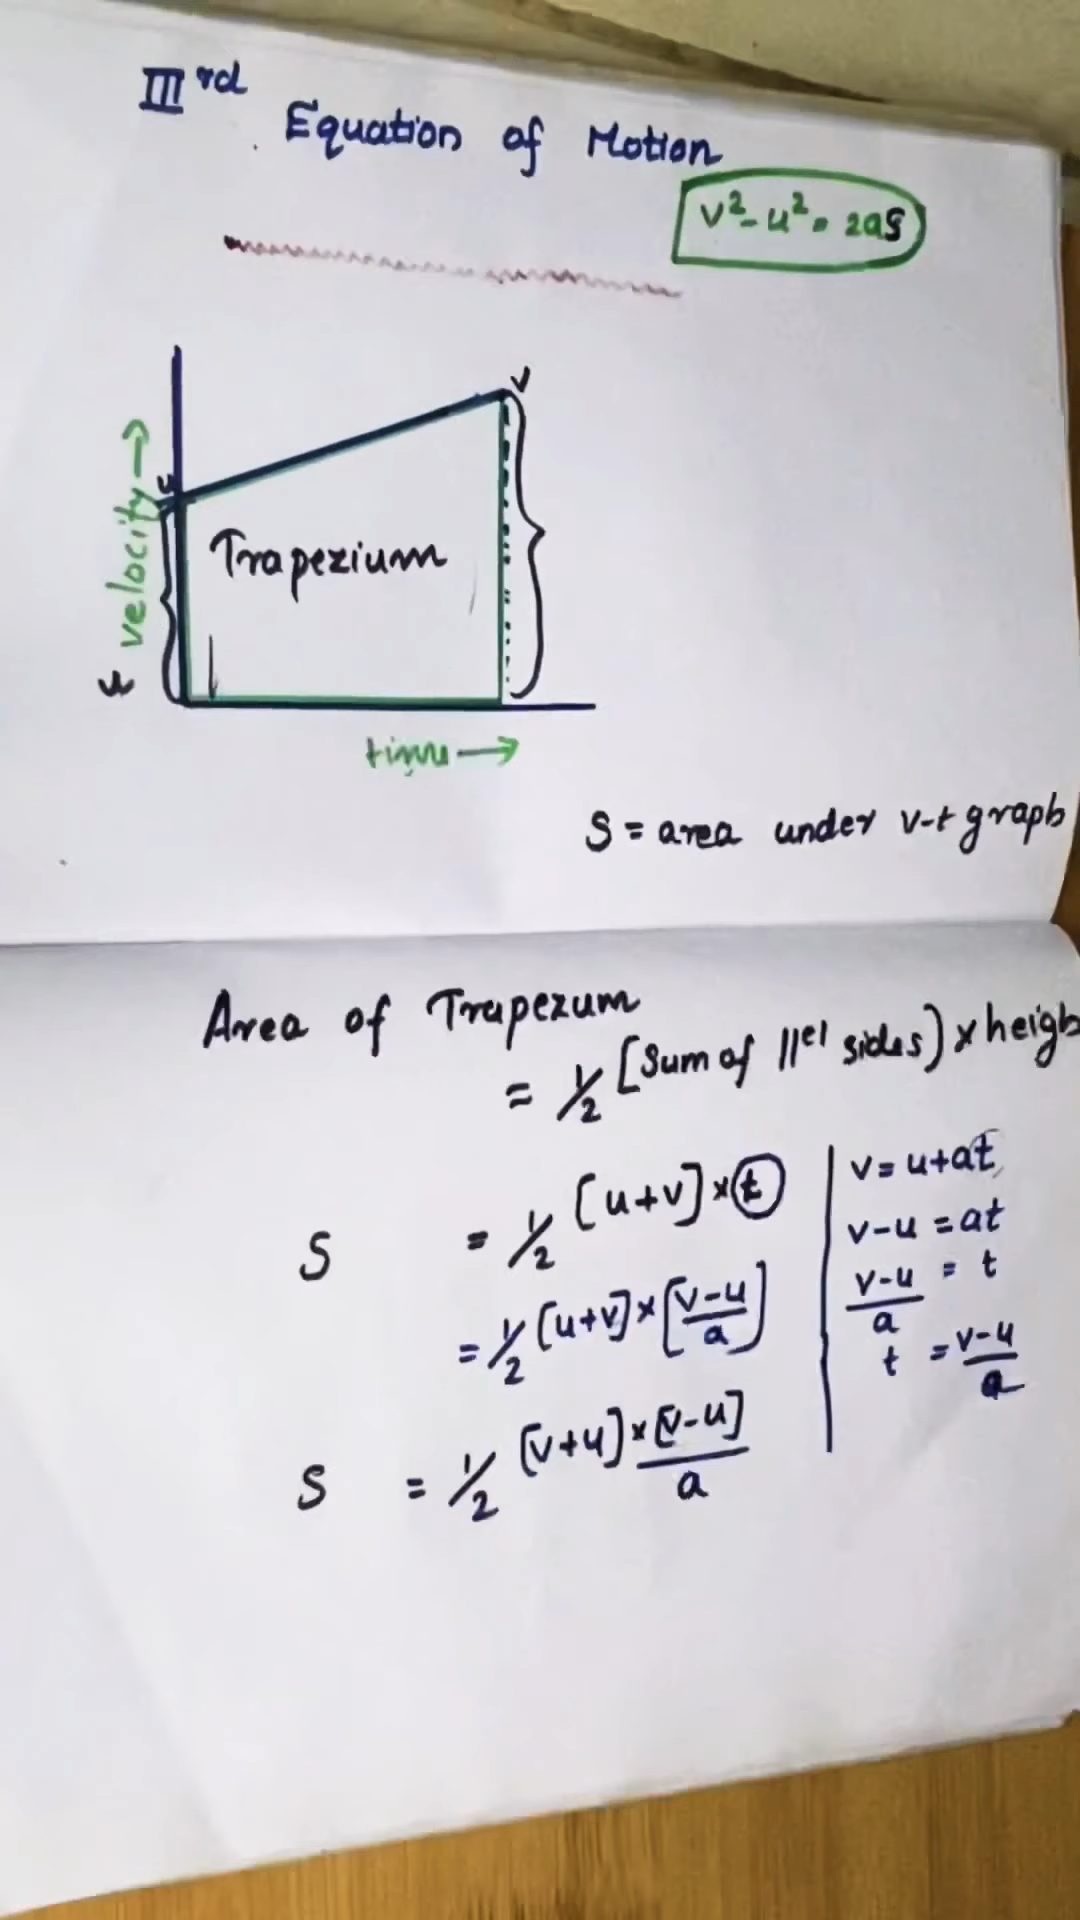 IIIrd
Equation of Motion
v²-u² = 2as
v
u
velocity →
Trapezium
u
time →
S = area under v-t graph
Area of Trapezum
= 1/2 [Sum of ||el sides) × heigh
S = 1/2 [u+v] × t
= 1/2 [u+v] × [v-u/a]
S = 1/2 [v+u] × [v-u]/a
v = u+at
v-u = at
v-u/a = t
t = v-u/a